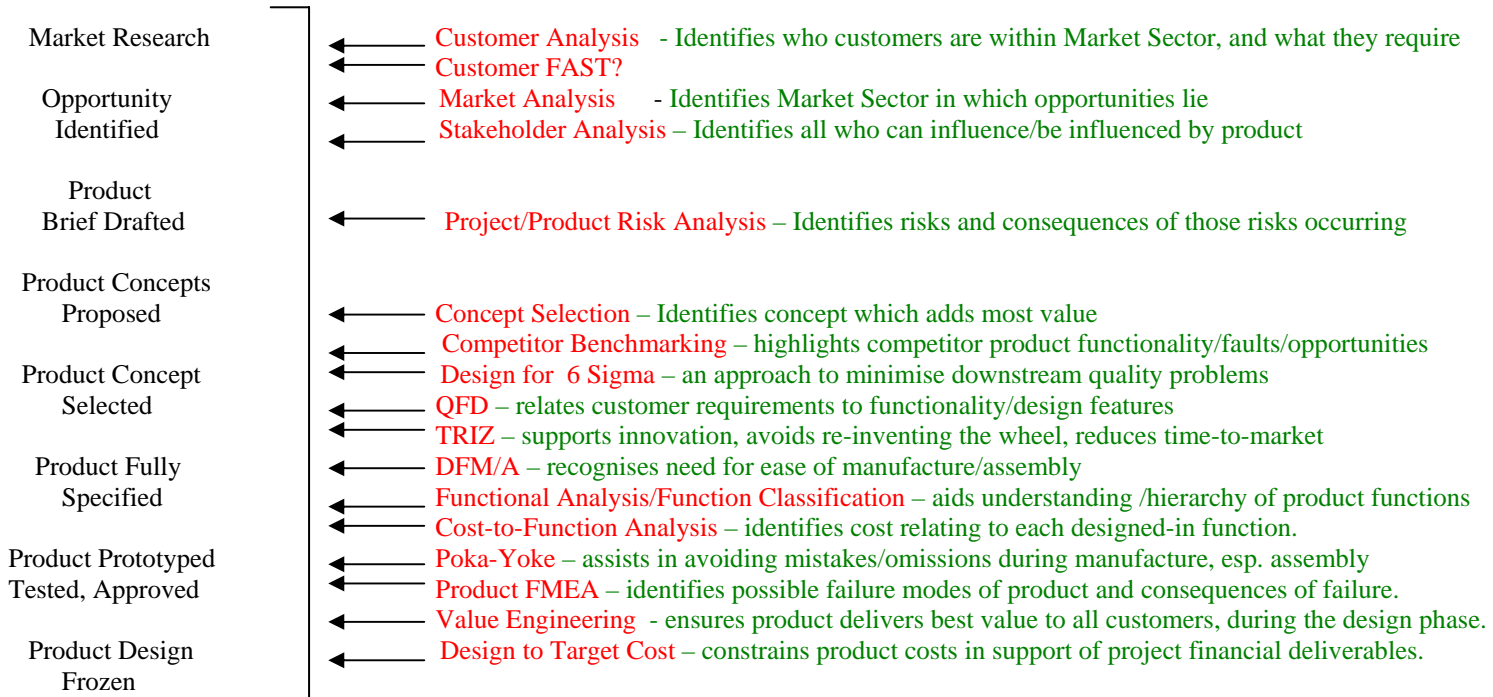 Market Research
Customer Analysis - Identifies who customers are within Market Sector, and what they require
Customer FAST?
Opportunity
Identified
Market Analysis - Identifies Market Sector in which opportunities lie
Stakeholder Analysis – Identifies all who can influence/be influenced by product
Product
Brief Drafted
Project/Product Risk Analysis – Identifies risks and consequences of those risks occurring
Product Concepts
Proposed
Concept Selection – Identifies concept which adds most value
Competitor Benchmarking – highlights competitor product functionality/faults/opportunities
Product Concept
Selected
Design for 6 Sigma – an approach to minimise downstream quality problems
QFD – relates customer requirements to functionality/design features
TRIZ – supports innovation, avoids re-inventing the wheel, reduces time-to-market
Product Fully
Specified
DFM/A – recognises need for ease of manufacture/assembly
Functional Analysis/Function Classification – aids understanding /hierarchy of product functions
Cost-to-Function Analysis – identifies cost relating to each designed-in function.
Product Prototyped
Tested, Approved
Poka-Yoke – assists in avoiding mistakes/omissions during manufacture, esp. assembly
Product FMEA – identifies possible failure modes of product and consequences of failure.
Value Engineering - ensures product delivers best value to all customers, during the design phase.
Product Design
Frozen
Design to Target Cost – constrains product costs in support of project financial deliverables.